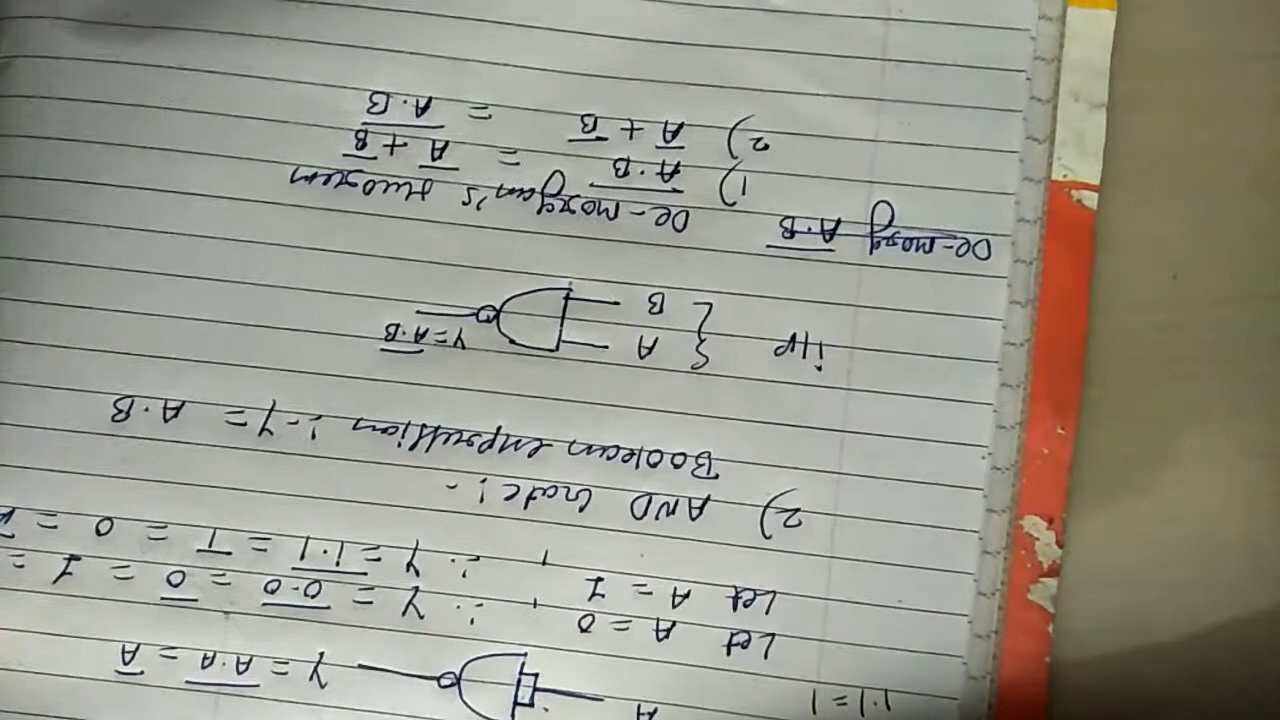 1·1=1
A Y = A̅·̅A̅ = A̅
Let A = 0 , ∴ Y = 0̅·̅0̅ = 0̅ = 1 =
Let A = 1 , ∴ Y = 1̅·̅1̅ = 1̅ = 0 =
2) AND Gate :-
Boolean expression :- Y = A·B
i/p { A Y = A̅·̅B̅
B
De-morg A̅·̅B̅ De-morgan's theorem
1) A̅·̅B̅ = A̅ + B̅
2) A̅ + B̅ = A̅·̅B̅